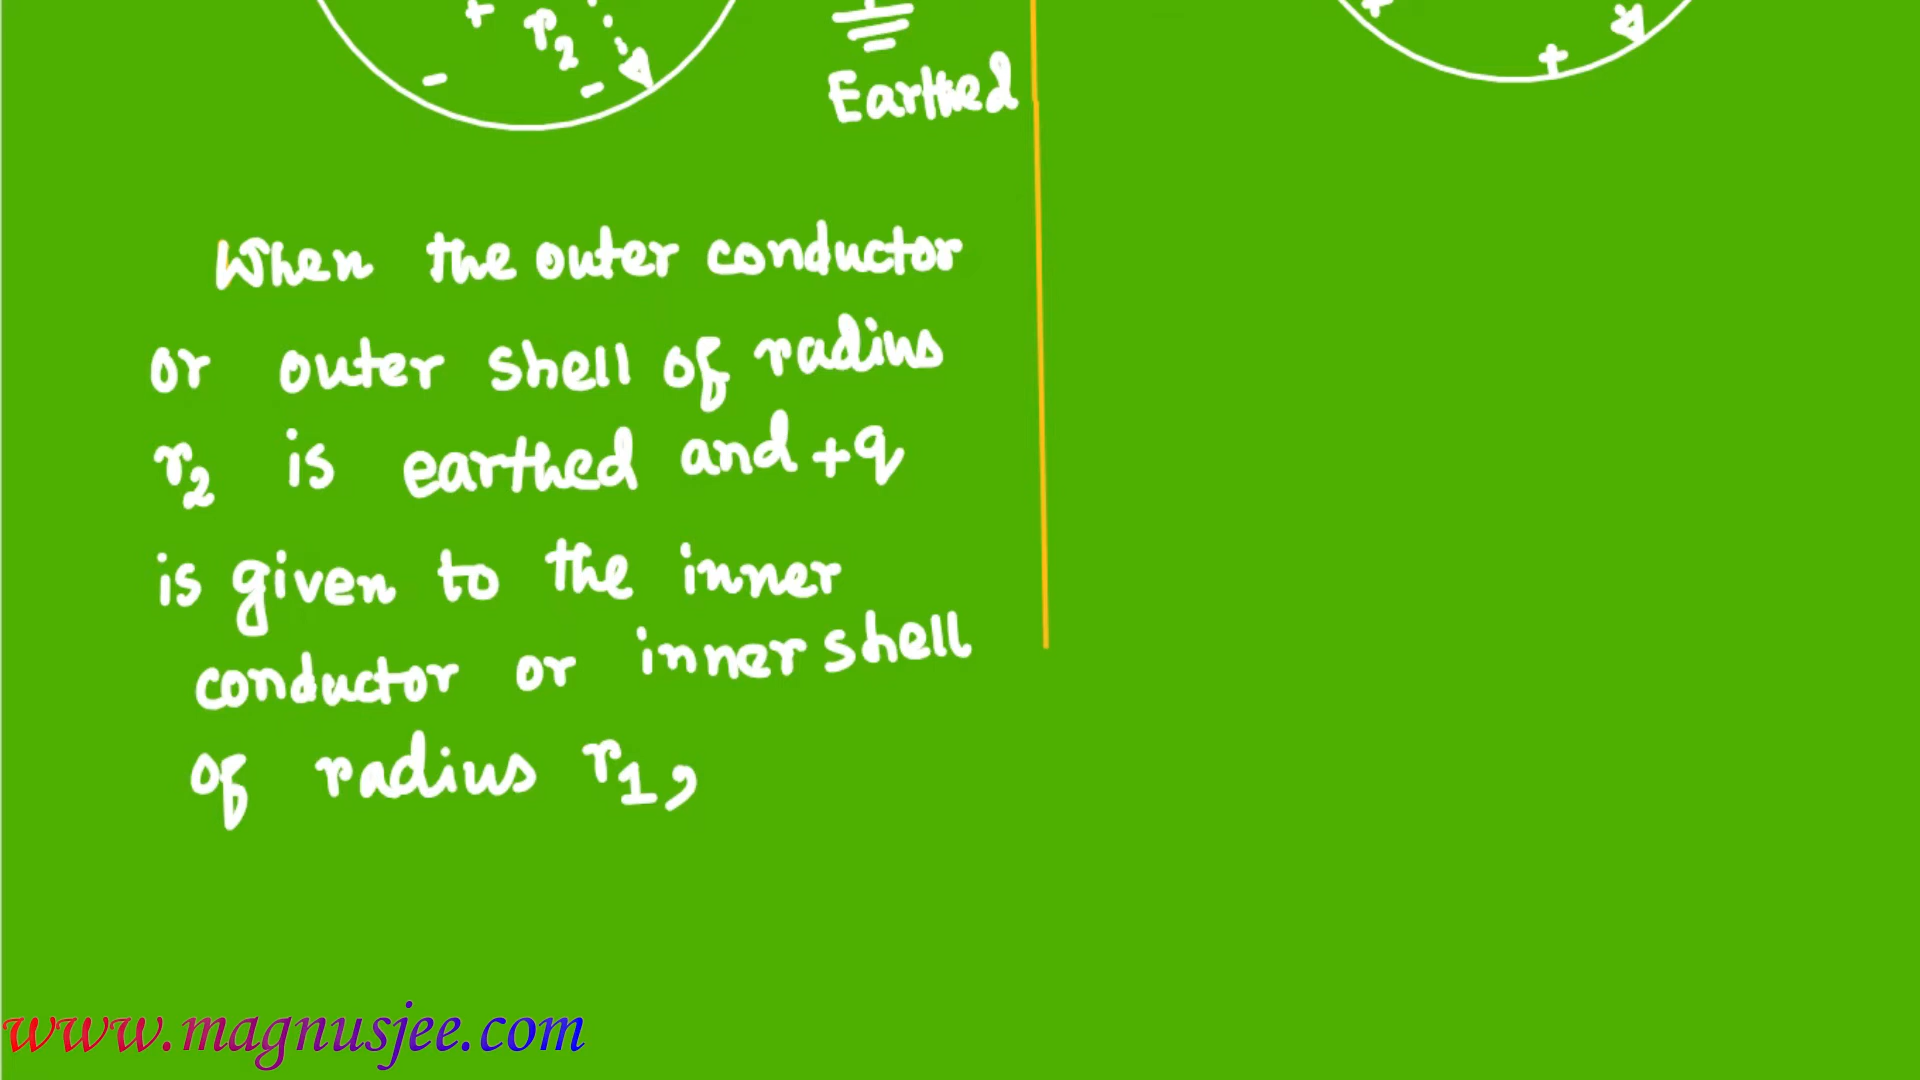 + r2
- -
Earthed
+
When the outer conductor
or outer shell of radius
r2 is earthed and +q
is given to the inner
conductor or inner shell
of radius r1,
www.magnusjee.com